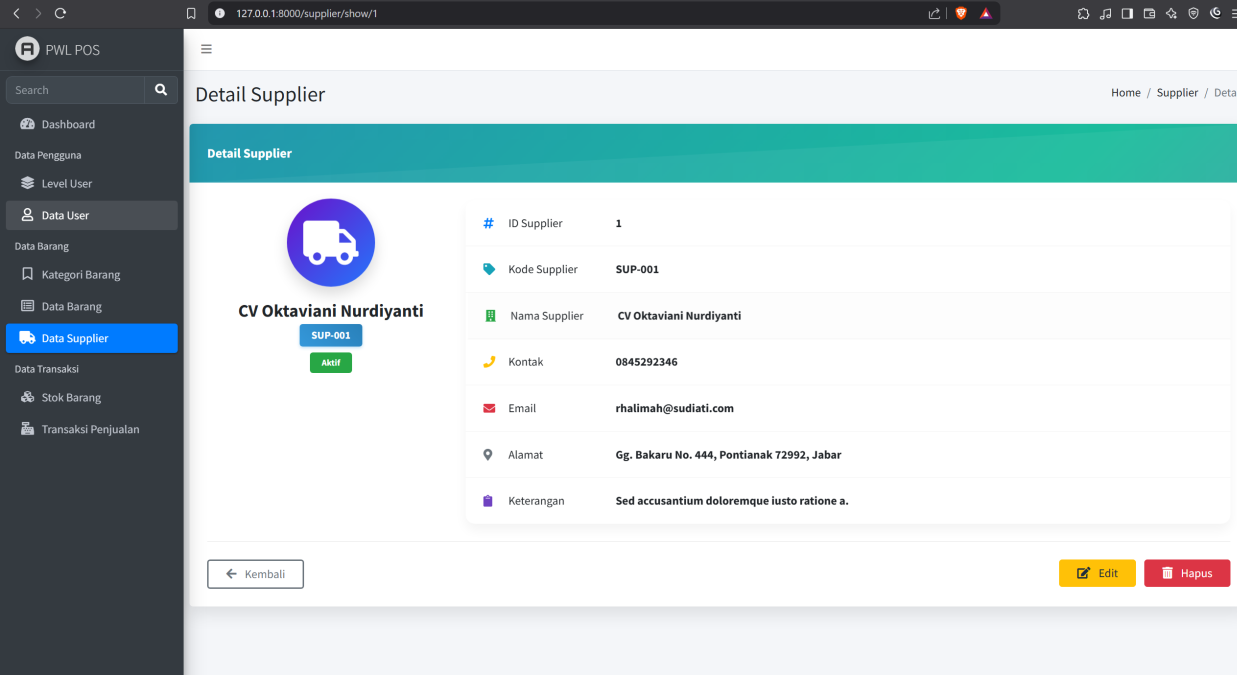 127.0.0.1:8000/supplier/show/1
PWL POS
Search
Dashboard
Data Pengguna
Level User
Data User
Data Barang
Kategori Barang
Data Barang
Data Supplier
Data Transaksi
Stok Barang
Transaksi Penjualan
Detail Supplier
Home / Supplier / Deta
Detail Supplier
CV Oktaviani Nurdiyanti
SUP-001
Aktif
# ID Supplier 1
Kode Supplier SUP-001
Nama Supplier CV Oktaviani Nurdiyanti
Kontak 0845292346
Email rhalimah@sudiati.com
Alamat Gg. Bakaru No. 444, Pontianak 72992, Jabar
Keterangan Sed accusantium doloremque iusto ratione a.
Kembali
Edit
Hapus